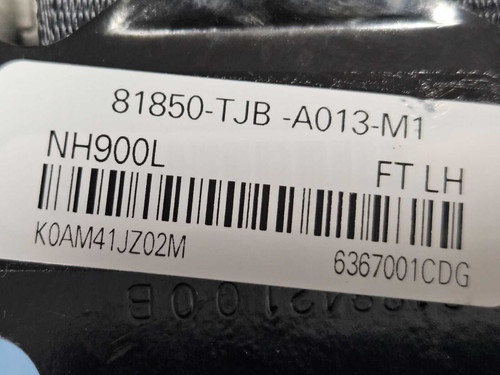 81850-TJB -A013-M1
NH900L FT LH
K0AM41JZ02M 6367001CDG